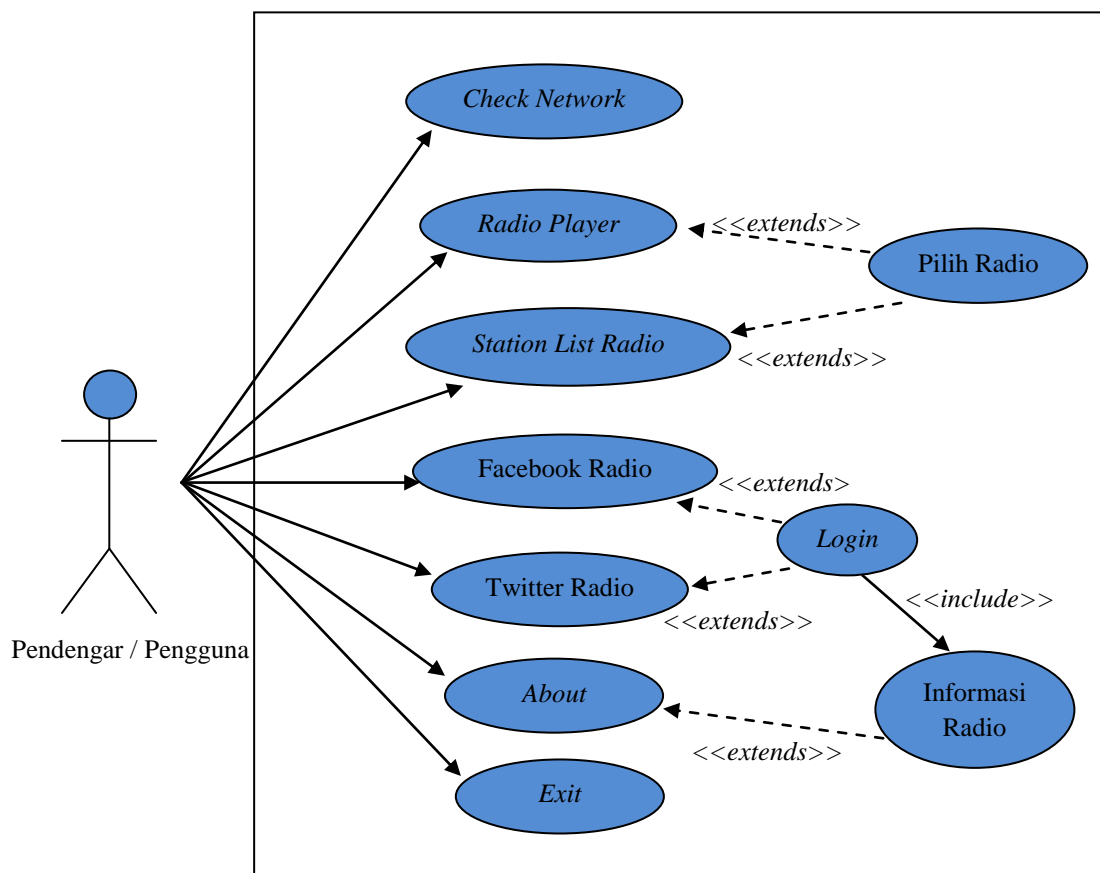 Check Network
Radio Player
<<extends>>
Pilih Radio
Station List Radio
<<extends>>
Facebook Radio
<<extends>
Login
Twitter Radio
<<extends>>
<<include>>
Pendengar / Pengguna
About
Informasi
Radio
<<extends>>
Exit